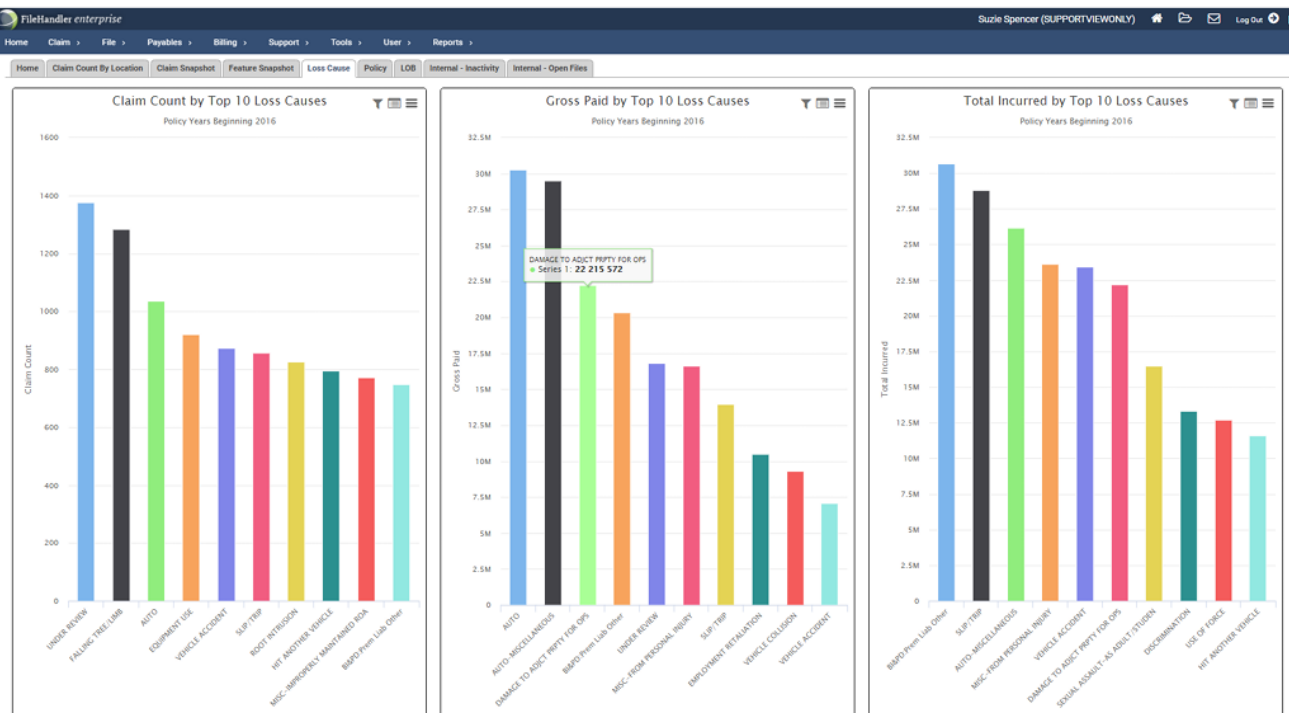 FileHandler enterprise
Suzie Spencer (SUPPORTVIEWONLY) Log Out
Home Claim > File > Payables > Billing > Support > Tools > User > Reports >
Home Claim Count By Location Claim Snapshot Feature Snapshot Loss Cause Policy LOB Internal - Inactivity Internal - Open Files
Claim Count by Top 10 Loss Causes
Policy Years Beginning 2016
1600
1400
1200
1000
800
600
400
200
0
Claim Count
UNDER REVIEW
FALLING TREE/LIMB
AUTO
EQUIPMENT USE
VEHICLE ACCIDENT
SLIP/TRIP
ROOT INTRUSION
HIT ANOTHER VEHICLE
MISC-IMPROPERLY MAINTAINED ROA
BI&PD Prem Liab Other
Gross Paid by Top 10 Loss Causes
Policy Years Beginning 2016
32.5M
30M
27.5M
25M
22.5M
20M
17.5M
15M
12.5M
10M
7.5M
5M
2.5M
0
Gross Paid
DAMAGE TO ADJCT PRPTY FOR OPS
Series 1: 22 215 572
AUTO
AUTO-MISCELLANEOUS
DAMAGE TO ADJCT PRPTY FOR OPS
BI&PD Prem Liab Other
UNDER REVIEW
MISC-FROM PERSONAL INJURY
SLIP/TRIP
EMPLOYMENT RETALIATION
VEHICLE COLLISION
VEHICLE ACCIDENT
Total Incurred by Top 10 Loss Causes
Policy Years Beginning 2016
32.5M
30M
27.5M
25M
22.5M
20M
17.5M
15M
12.5M
10M
7.5M
5M
2.5M
0
Total Incurred
BI&PD Prem Liab Other
SLIP/TRIP
AUTO-MISCELLANEOUS
MISC-FROM PERSONAL INJURY
VEHICLE ACCIDENT
DAMAGE TO ADJCT PRPTY FOR OPS
SEXUAL ASSAULT-AS ADULT/STUDEN
DISCRIMINATION
USE OF FORCE
HIT ANOTHER VEHICLE